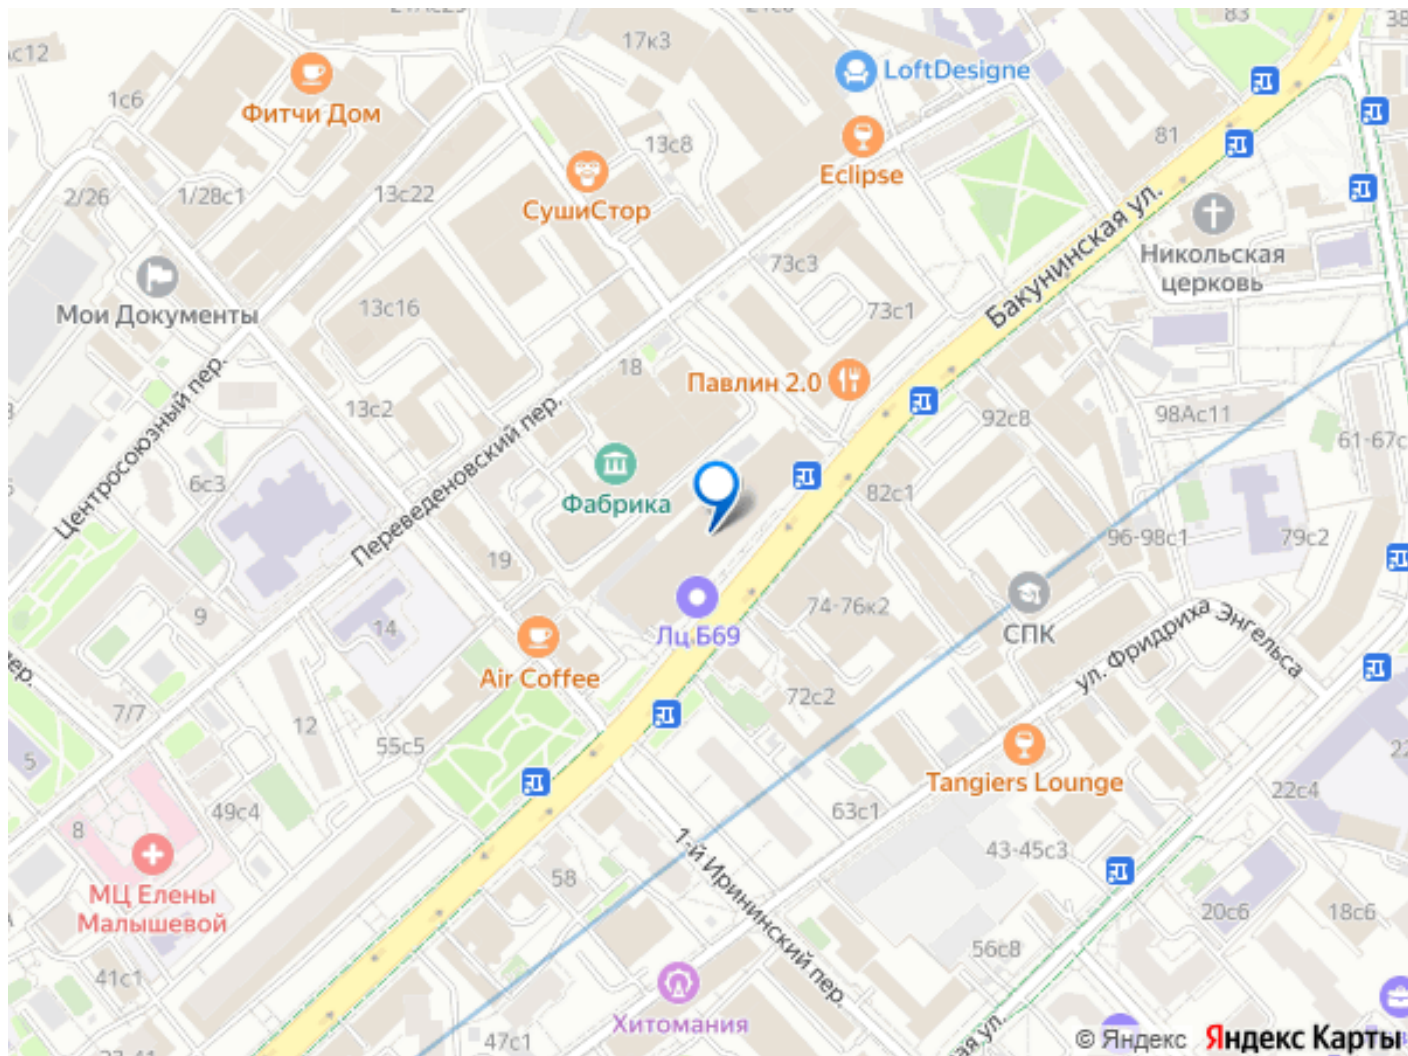 17к3
83
1с6
LoftDesigne
Фитчи Дом
13с8
81
Eclipse
2/26
1/28с1
13с22
СушиСтор
Бакунинская ул.
Никольская
церковь
73с3
Мои Документы
13с16
73с1
18
Павлин 2.0
Центросоюзный пер.
13с2
Переведеновский пер.
92с8
98Ас11
61-67с
6с3
Фабрика
82с1
96-98с1
79с2
19
9
14
Лц Б69
74-76к2
СПК
ул. Фридриха Энгельса
Air Coffee
7/7
12
72с2
пер.
5
55с5
Tangiers Lounge
22с4
49с4
63с1
8
1-й Ирининский пер.
43-45с3
МЦ Елены
Малышевой
58
20с6
18с6
56с8
41с1
Хитомания
47с1
© Яндекс Яндекс Карты